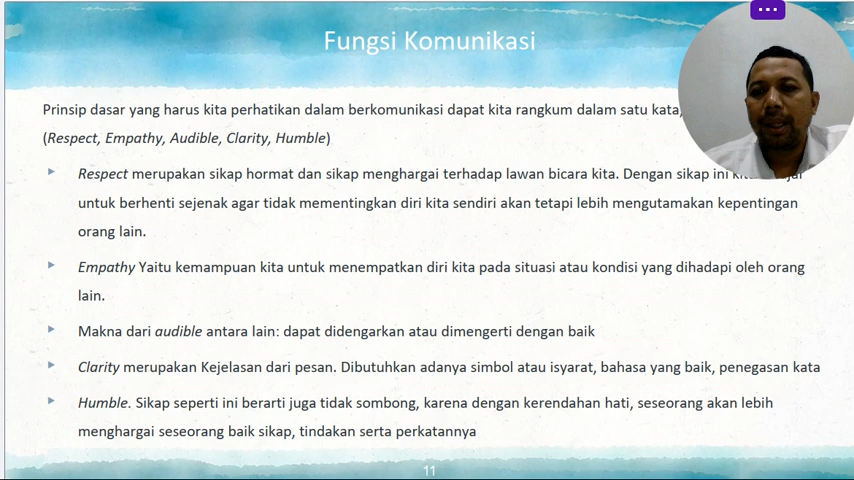 Fungsi Komunikasi
Prinsip dasar yang harus kita perhatikan dalam berkomunikasi dapat kita rangkum dalam satu kata,
(Respect, Empathy, Audible, Clarity, Humble)
Respect merupakan sikap hormat dan sikap menghargai terhadap lawan bicara kita. Dengan sikap ini
untuk berhenti sejenak agar tidak mementingkan diri kita sendiri akan tetapi lebih mengutamakan kepentingan
orang lain.
Empathy Yaitu kemampuan kita untuk menempatkan diri kita pada situasi atau kondisi yang dihadapi oleh orang
lain.
Makna dari audible antara lain: dapat didengarkan atau dimengerti dengan baik
Clarity merupakan Kejelasan dari pesan. Dibutuhkan adanya simbol atau isyarat, bahasa yang baik, penegasan kata
Humble. Sikap seperti ini berarti juga tidak sombong, karena dengan kerendahan hati, seseorang akan lebih
menghargai seseorang baik sikap, tindakan serta perkatannya
11